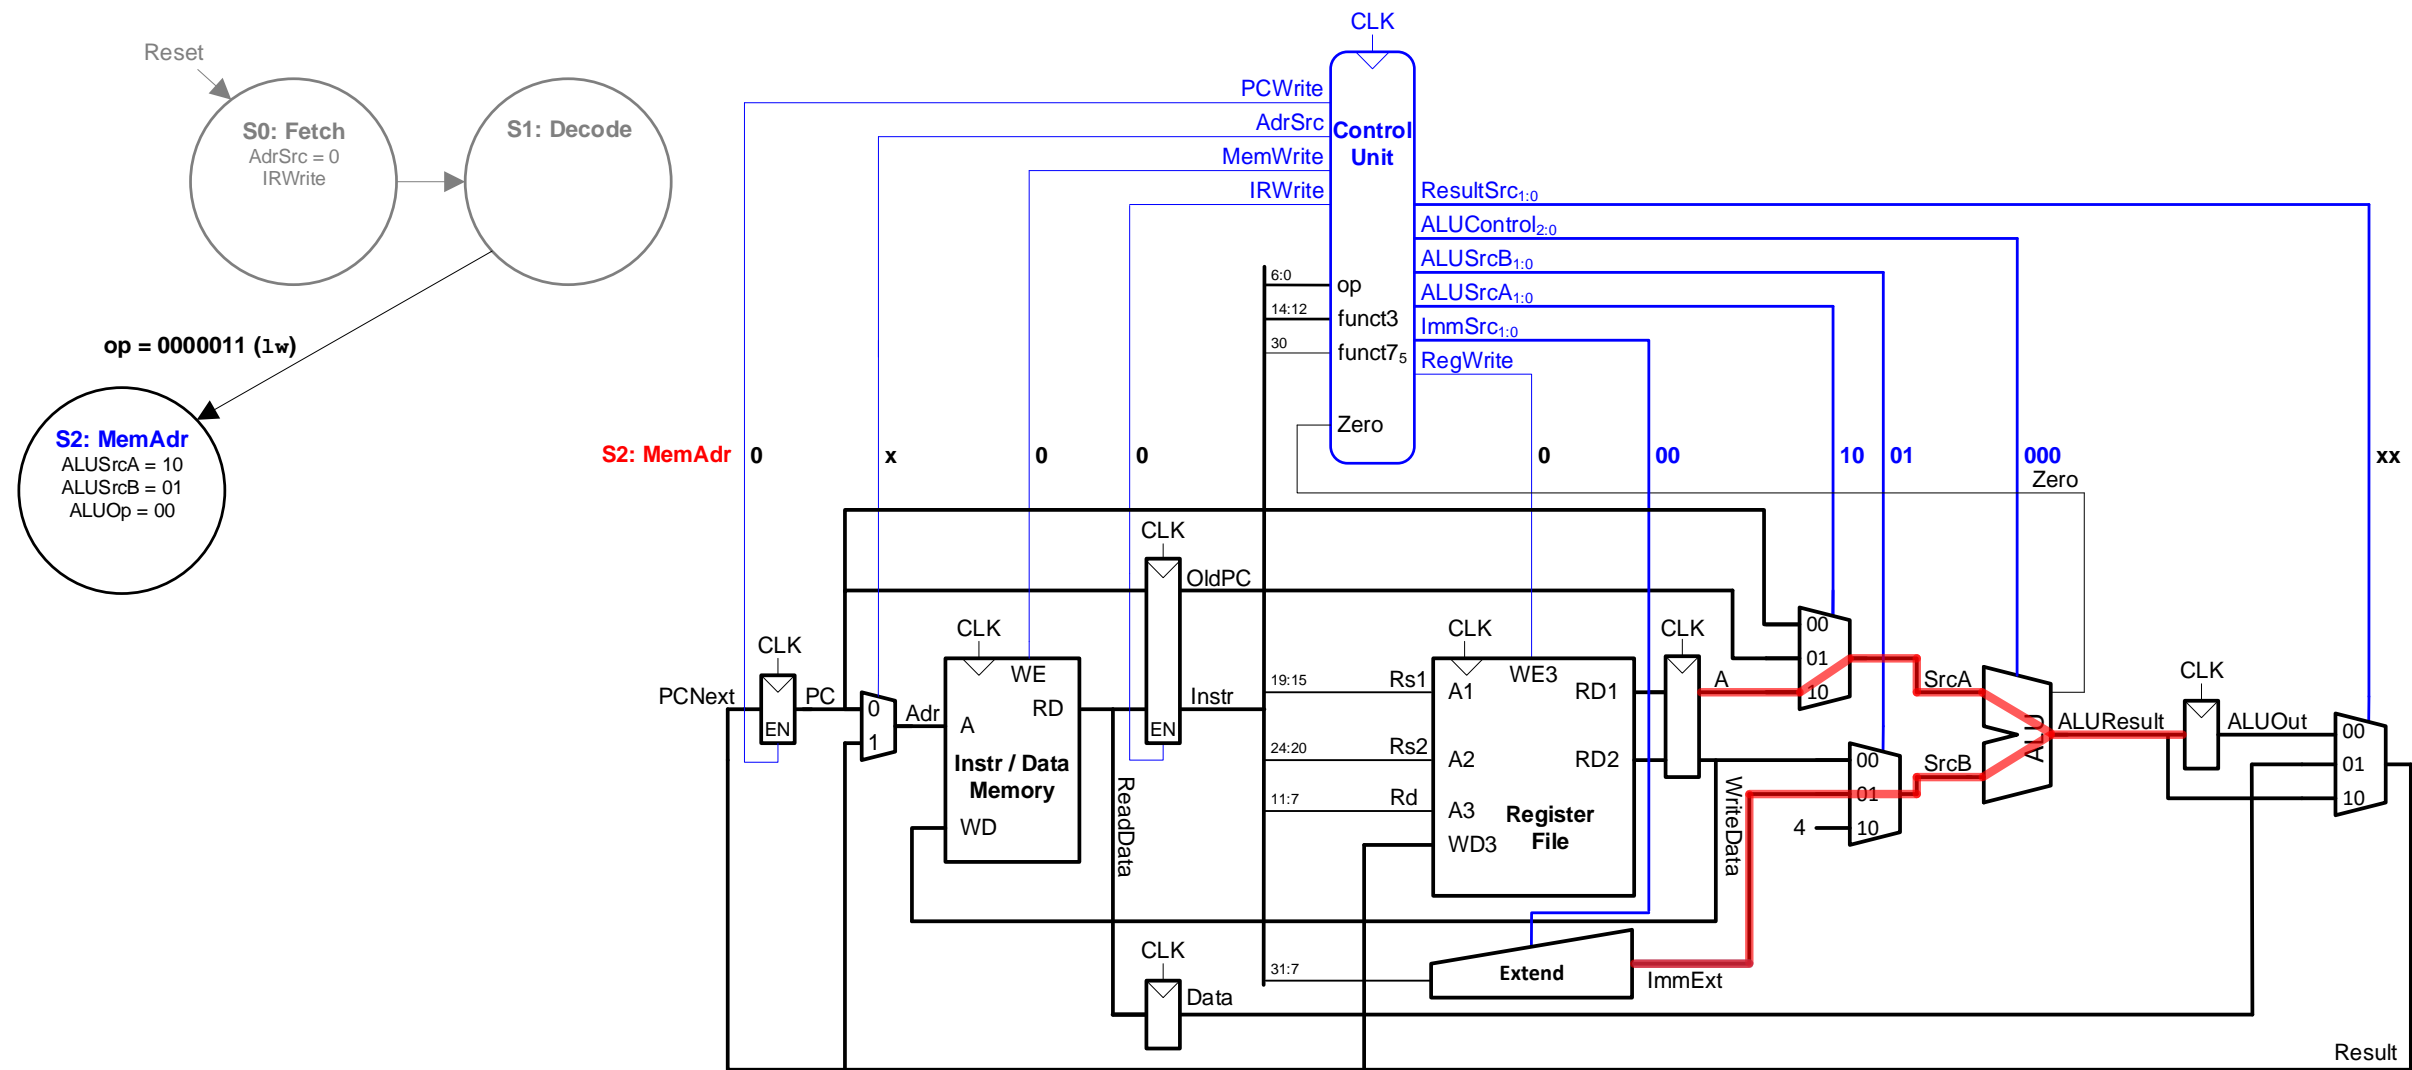 Reset
S0: Fetch
AdrSrc = 0
IRWrite
S1: Decode
op = 0000011 (lw)
S2: MemAdr
ALUSrcA = 10
ALUSrcB = 01
ALUOp = 00
CLK
PCWrite
AdrSrc
MemWrite
IRWrite
Control
Unit
ResultSrc1:0
ALUControl2:0
ALUSrcB1:0
ALUSrcA1:0
ImmSrc1:0
RegWrite
6:0
op
14:12
funct3
30
funct75
Zero
S2: MemAdr 0 x 0 0 0 00 10 01 000 xx
Zero
CLK
OldPC
CLK
PCNext
EN
PC
0
1
Adr
CLK
WE
A
RD
Instr / Data
Memory
WD
EN
Instr
ReadData
CLK
Data
19:15
Rs1
24:20
Rs2
11:7
Rd
31:7
CLK
WE3
A1
RD1
A2
RD2
A3
WD3
Register
File
Extend
ImmExt
CLK
A
WriteData
00
01
10
SrcA
00
01
10
4
SrcB
ALU
ALUResult
CLK
ALUOut
00
01
10
Result